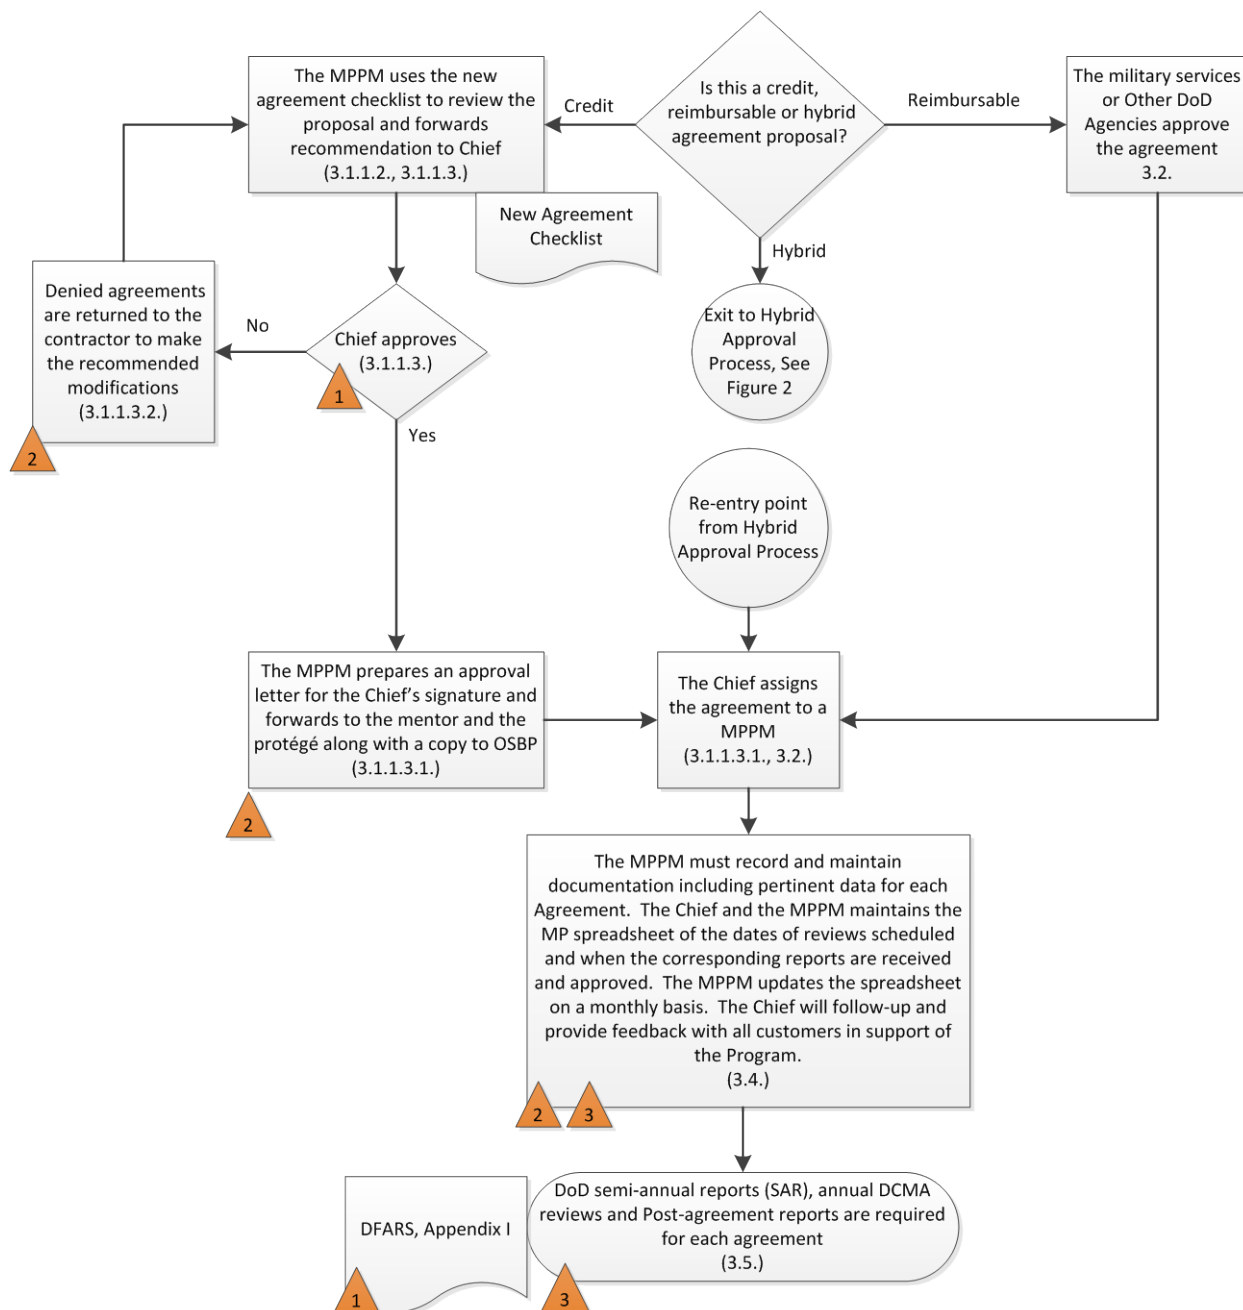 The MPPM uses the new
agreement checklist to review the
proposal and forwards
recommendation to Chief
(3.1.1.2., 3.1.1.3.)
Credit
Is this a credit,
reimbursable or hybrid
agreement proposal?
Reimbursable
The military services
or Other DoD
Agencies approve
the agreement
3.2.
New Agreement
Checklist
Hybrid
Denied agreements
are returned to the
contractor to make
the recommended
modifications
(3.1.1.3.2.)
2
No
Chief approves
(3.1.1.3.)
1
Yes
Exit to Hybrid
Approval
Process, See
Figure 2
Re-entry point
from Hybrid
Approval Process
The MPPM prepares an approval
letter for the Chief's signature and
forwards to the mentor and the
protégé along with a copy to OSBP
(3.1.1.3.1.)
2
The Chief assigns
the agreement to a
MPPM
(3.1.1.3.1., 3.2.)
The MPPM must record and maintain
documentation including pertinent data for each
Agreement. The Chief and the MPPM maintains the
MP spreadsheet of the dates of reviews scheduled
and when the corresponding reports are received
and approved. The MPPM updates the spreadsheet
on a monthly basis. The Chief will follow-up and
provide feedback with all customers in support of
the Program.
(3.4.)
2
3
DFARS, Appendix I
1
DoD semi-annual reports (SAR), annual DCMA
reviews and Post-agreement reports are required
for each agreement
(3.5.)
3